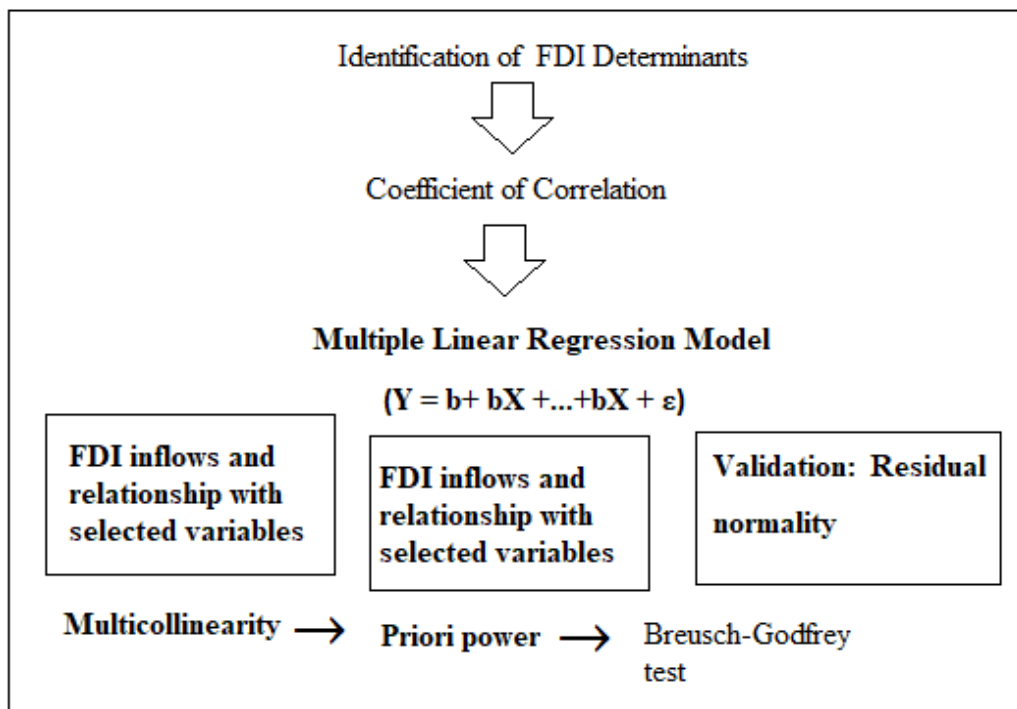 Identification of FDI Determinants
Coefficient of Correlation
Multiple Linear Regression Model
(Y = b+ bX +...+bX + ε)
FDI inflows and
relationship with
selected variables
FDI inflows and
relationship with
selected variables
Validation: Residual
normality
Multicollinearity →
Priori power →
Breusch-Godfrey
test